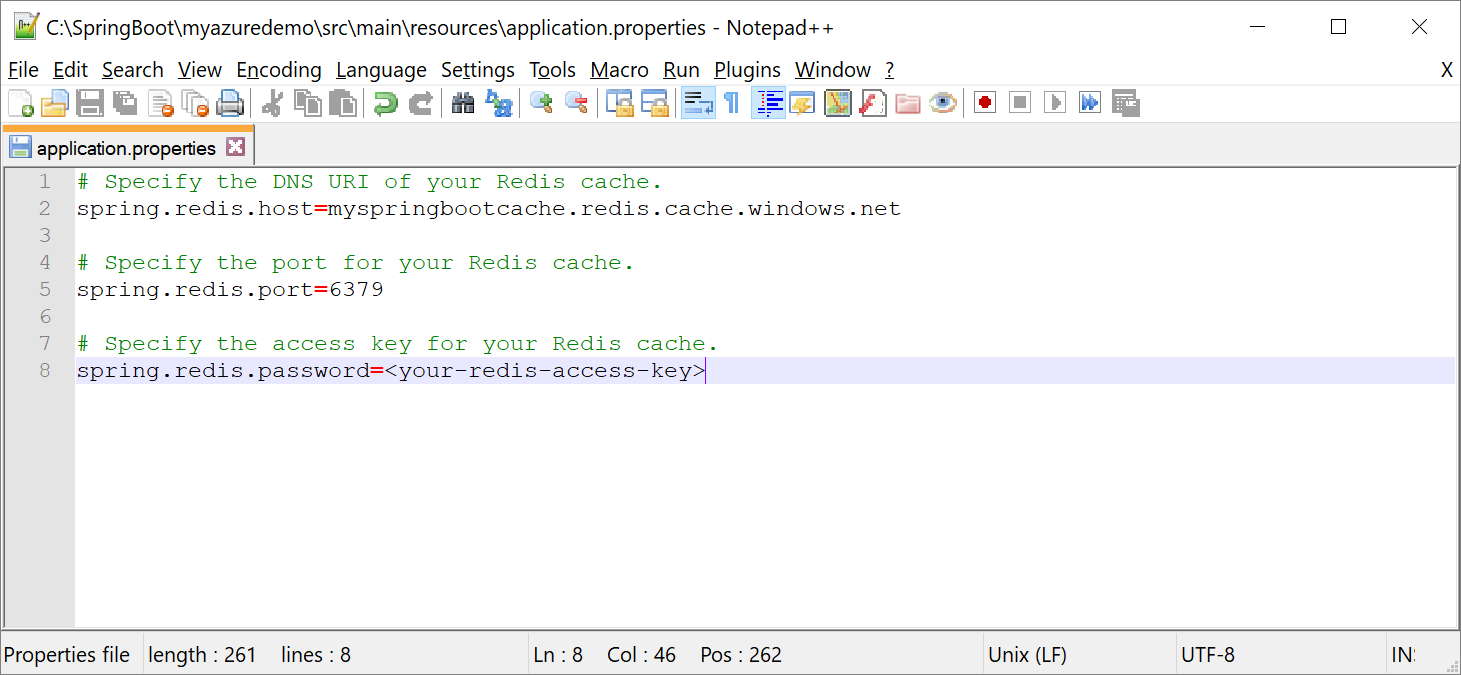 C:\SpringBoot\myazuredemo\src\main\resources\application.properties - Notepad++
File Edit Search View Encoding Language Settings Tools Macro Run Plugins Window ? X
application.properties
1 # Specify the DNS URI of your Redis cache.
2 spring.redis.host=myspringbootcache.redis.cache.windows.net
3
4 # Specify the port for your Redis cache.
5 spring.redis.port=6379
6
7 # Specify the access key for your Redis cache.
8 spring.redis.password=<your-redis-access-key>
Properties file length : 261 lines : 8 Ln : 8 Col : 46 Pos : 262 Unix (LF) UTF-8